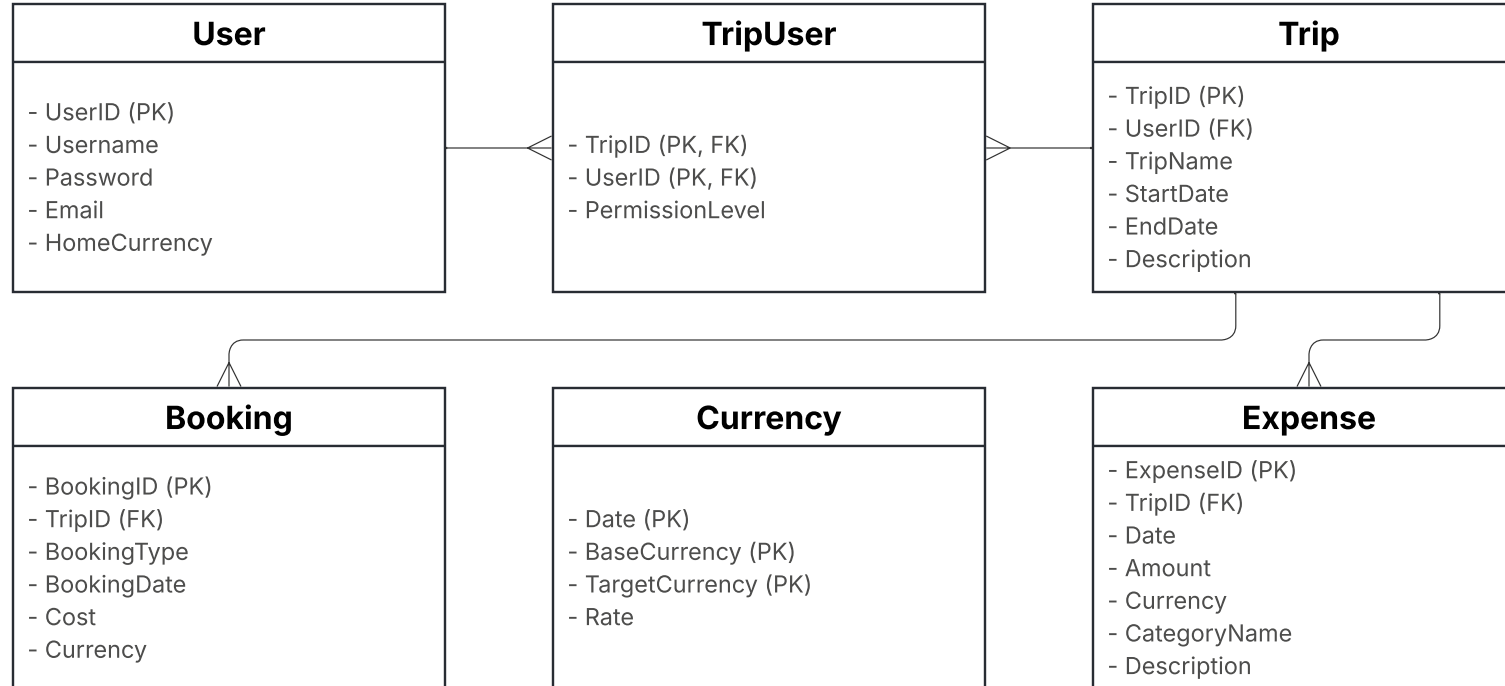 User
- UserID (PK)
- Username
- Password
- Email
- HomeCurrency
TripUser
- TripID (PK, FK)
- UserID (PK, FK)
- PermissionLevel
Trip
- TripID (PK)
- UserID (FK)
- TripName
- StartDate
- EndDate
- Description
Booking
- BookingID (PK)
- TripID (FK)
- BookingType
- BookingDate
- Cost
- Currency
Currency
- Date (PK)
- BaseCurrency (PK)
- TargetCurrency (PK)
- Rate
Expense
- ExpenseID (PK)
- TripID (FK)
- Date
- Amount
- Currency
- CategoryName
- Description